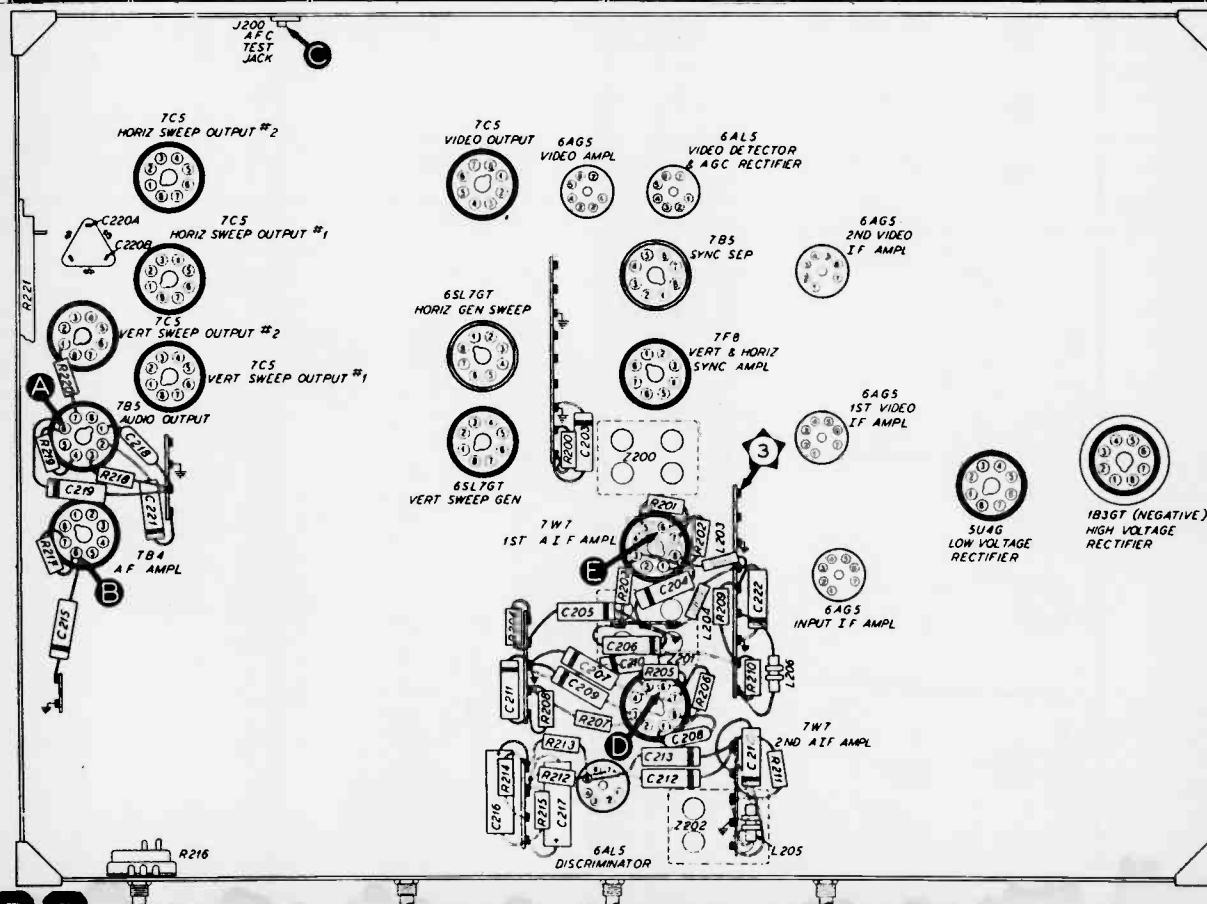 J200
AFC
TEST
JACK
C
7C5
HORIZ SWEEP OUTPUT #2
7C5
VIDEO OUTPUT
6AG5
VIDEO AMPL
6AL5
VIDEO DETECTOR
& AGC RECTIFIER
C220A
C220B
7C5
HORIZ SWEEP OUTPUT #1
R221
7B5
SYNC SEP
6AG5
2ND VIDEO
IF AMPL
6SL7GT
HORIZ GEN SWEEP
7C5
VERT SWEEP OUTPUT #2
R220
7C5
VERT SWEEP OUTPUT #1
7F8
VERT & HORIZ
SYNC AMPL
A
7B5
AUDIO OUTPUT
R219
C218
R218
C219
C221
6AG5
1ST VIDEO
IF AMPL
R200
C203
Z200
3
6SL7GT
VERT SWEEP GEN
5U4G
LOW VOLTAGE
RECTIFIER
1B3GT (NEGATIVE)
HIGH VOLTAGE
RECTIFIER
R217
7B4
AF AMPL
B
C215
7W7
1ST A I F AMPL
R201
R202
L203
E
R203
C204
C205
L204
R209
C222
6AG5
INPUT I F AMPL
R204
C206
C207
C210
Z201
R205
R206
C209
C211
R208
R207
R210
L206
D
C208
7W7
2ND AIF AMPL
R213
C213
C214
R211
R214
R212
C212
C216
R215
C217
Z202
L205
6AL5
DISCRIMINATOR
R216